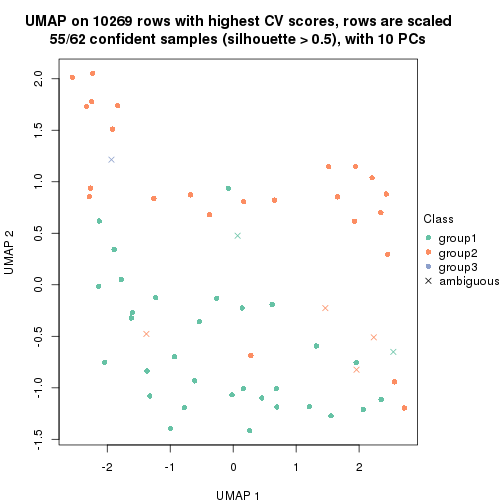 UMAP on 10269 rows with highest CV scores, rows are scaled
55/62 confident samples (silhouette > 0.5), with 10 PCs
2.0
1.5
1.0
0.5
0.0
-0.5
-1.0
-1.5
UMAP 2
-2
-1
0
1
2
UMAP 1
Class
group1
group2
group3
ambiguous